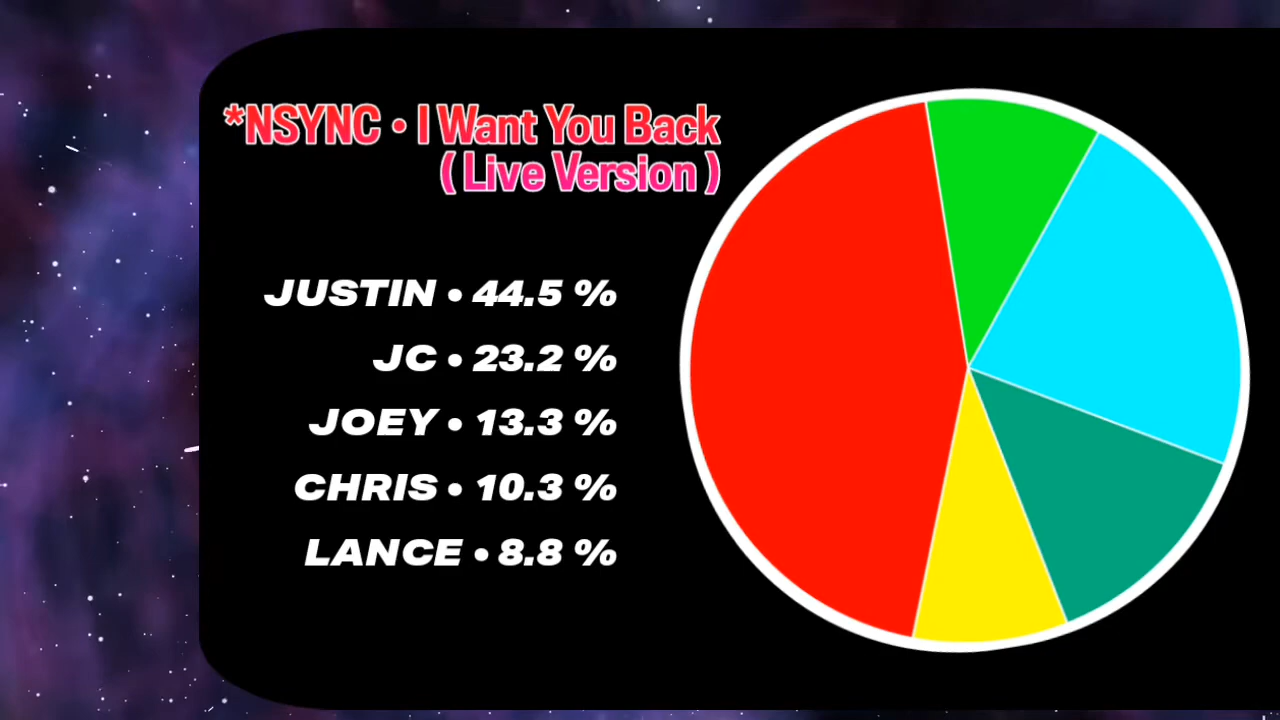 *NSYNC • I Want You Back
( Live Version )
JUSTIN • 44.5 %
JC • 23.2 %
JOEY • 13.3 %
CHRIS • 10.3 %
LANCE • 8.8 %